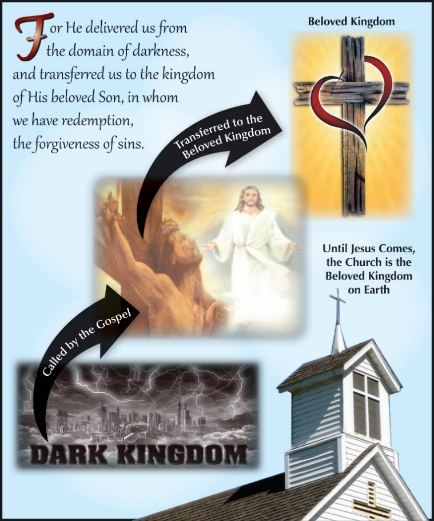 For He delivered us from
the domain of darkness,
and transferred us to the kingdom
of His beloved Son, in whom
we have redemption,
the forgiveness of sins.
Beloved Kingdom
Transferred to the
Beloved Kingdom
Until Jesus Comes,
the Church is the
Beloved Kingdom
on Earth
Called by the Gospel
DARK KINGDOM